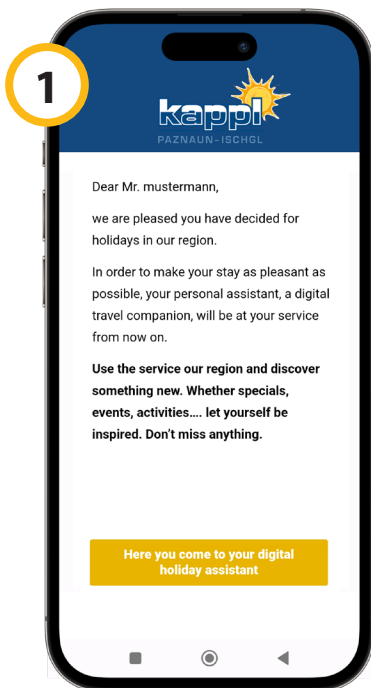 1
kappl
PAZNAUN-ISCHGL
Dear Mr. mustermann,
we are pleased you have decided for
holidays in our region.
In order to make your stay as pleasant as
possible, your personal assistant, a digital
travel companion, will be at your service
from now on.
Use the service our region and discover
something new. Whether specials,
events, activities.... let yourself be
inspired. Don’t miss anything.
Here you come to your digital
holiday assistant